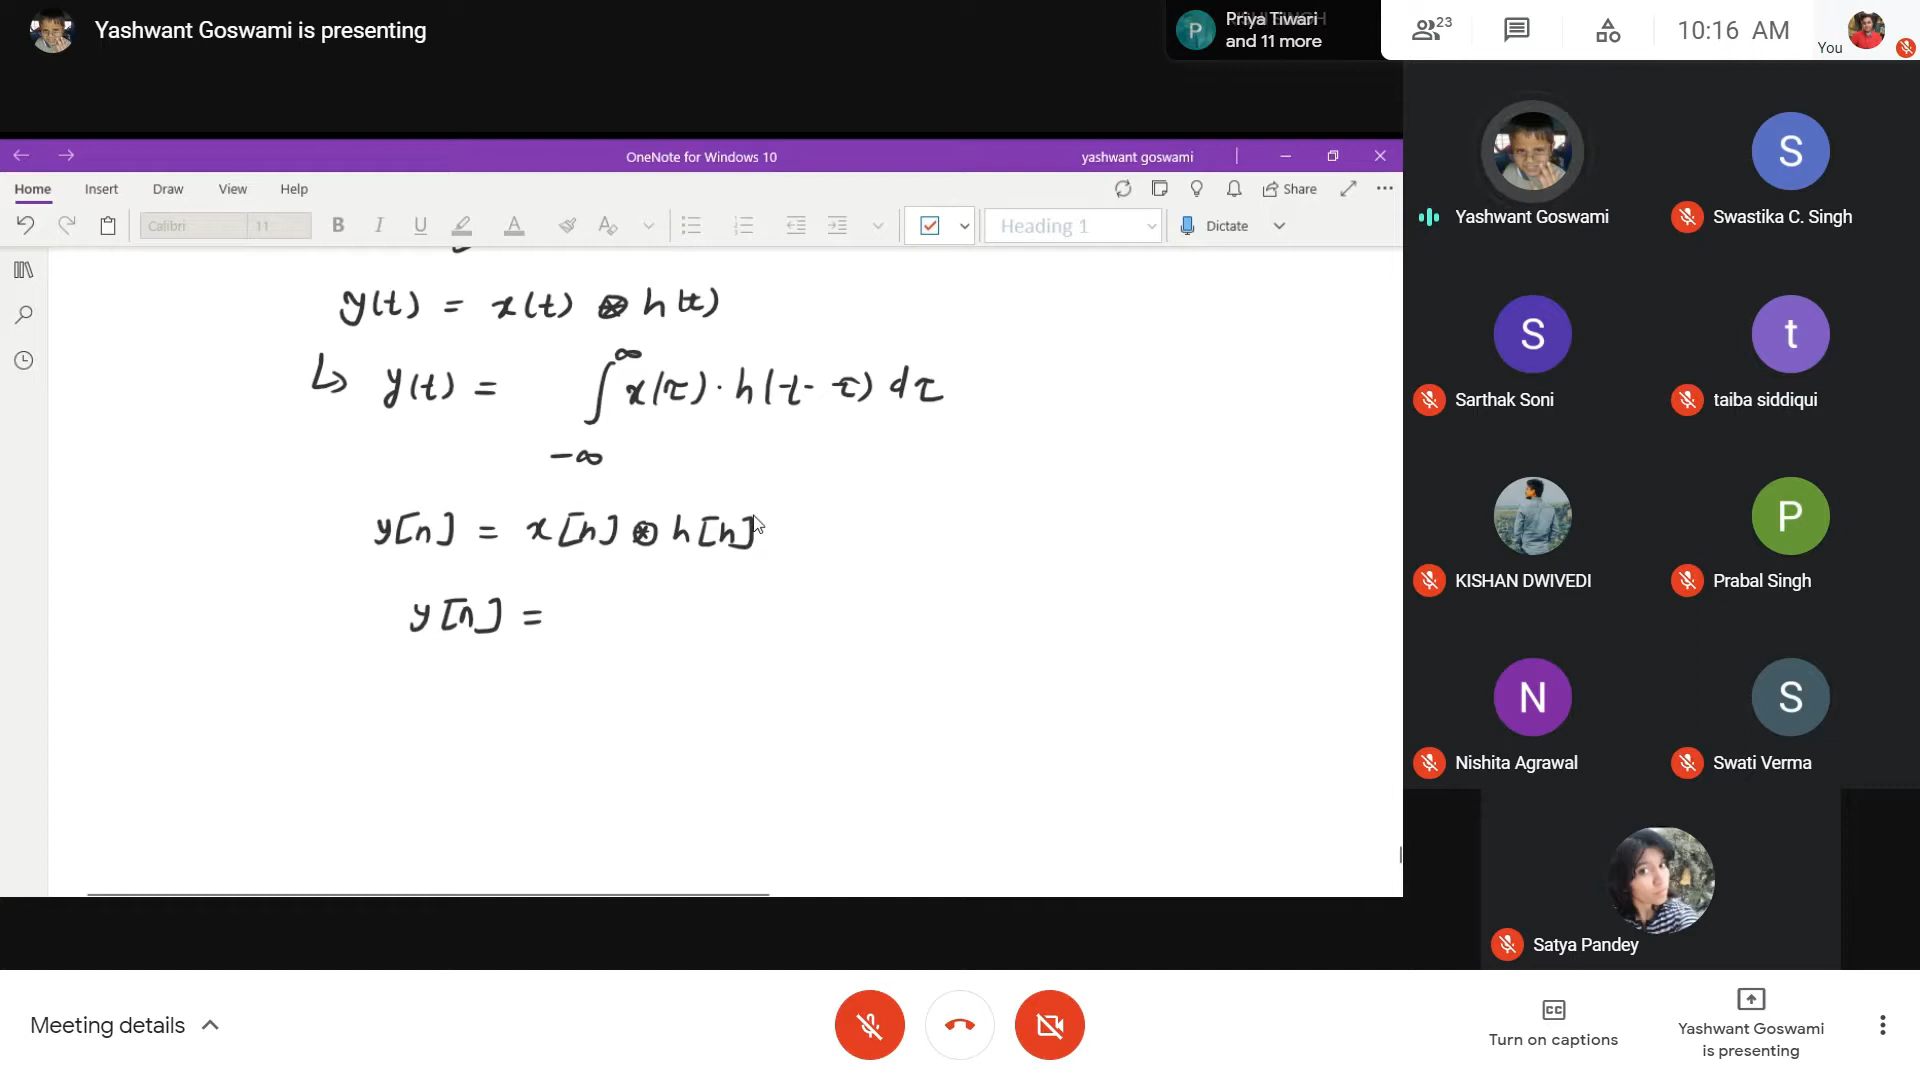 Yashwant Goswami is presenting
Priya Tiwari
and 11 more
23
10:16 AM
You
OneNote for Windows 10
yashwant goswami
Home Insert Draw View Help
Share
Calibri 11
B I U A
Heading 1
Dictate
y(t) = x(t) ⊛ h(t)
↳ y(t) = ∫ x(τ) · h(t - τ) dτ
∞
-∞
y[n] = x[n] ⊛ h[n]
y[n] =
Yashwant Goswami
S
Swastika C. Singh
S
Sarthak Soni
t
taiba siddiqui
KISHAN DWIVEDI
P
Prabal Singh
N
Nishita Agrawal
S
Swati Verma
Satya Pandey
P
Meeting details
CC
Turn on captions
Yashwant Goswami
is presenting